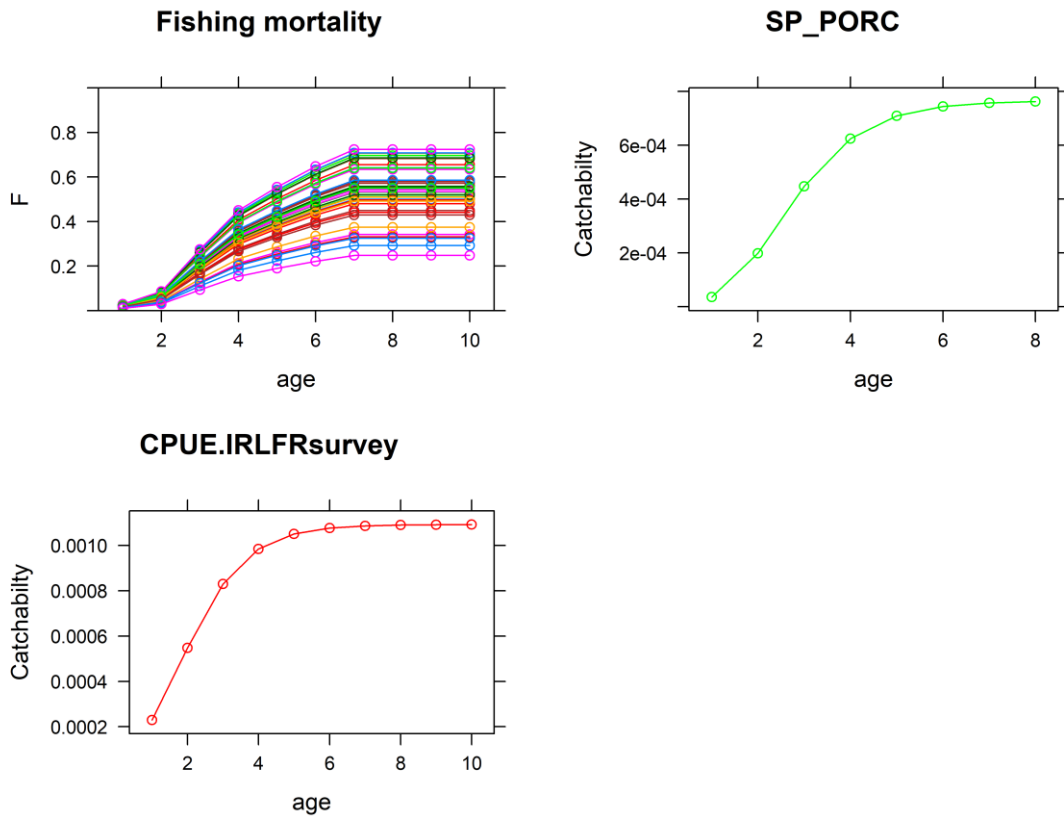 Fishing mortality
F
0.8
0.6
0.4
0.2
2 4 6 8 10
age
SP_PORC
Catchabilty
6e-04
4e-04
2e-04
2 4 6 8
age
CPUE.IRLFRsurvey
Catchabilty
0.0010
0.0008
0.0006
0.0004
0.0002
2 4 6 8 10
age